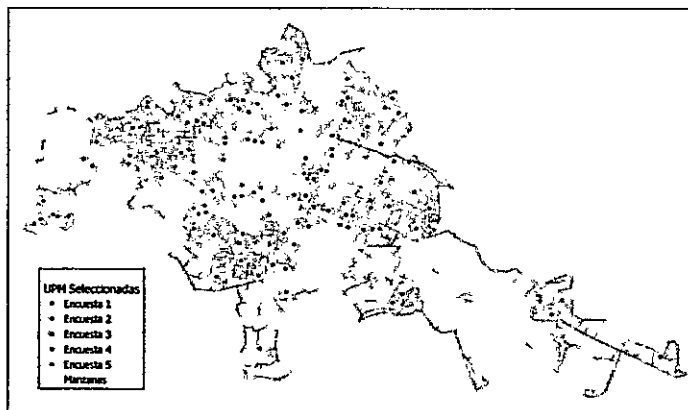 UPM Seleccionadas
Encuesta 1
Encuesta 2
Encuesta 3
Encuesta 4
Encuesta 5
Manzanas